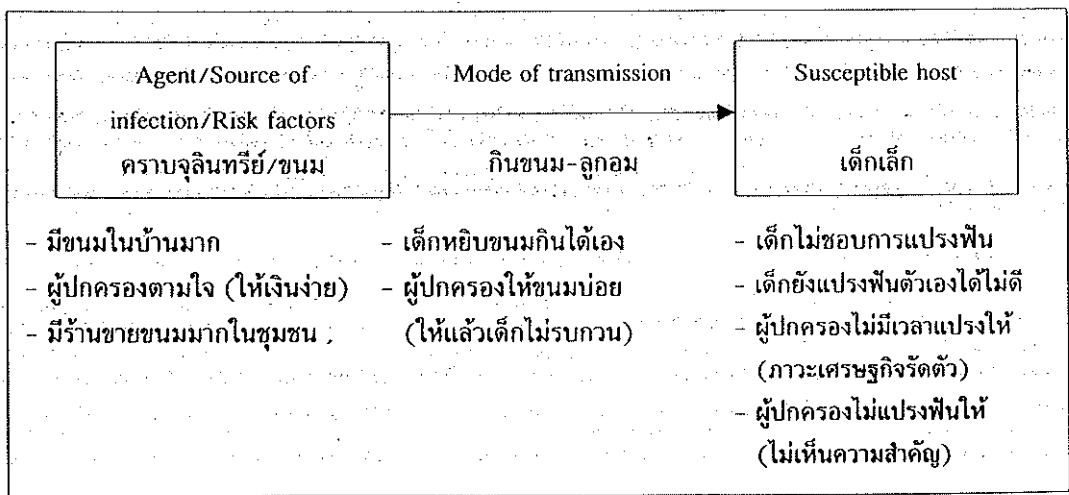 Agent/Source of
infection/Risk factors
คราบจุลินทรีย์/ขนม
Mode of transmission
กินขนม-ลูกอม
Susceptible host
เด็กเล็ก
- มีขนมในบ้านมาก
- ผู้ปกครองตามใจ (ให้เงินง่าย)
- มีร้านขายขนมมากในชุมชน
- เด็กหยิบขนมกินได้เอง
- ผู้ปกครองให้ขนมบ่อย
(ให้แล้วเด็กไม่รบกวน)
- เด็กไม่ชอบการแปรงฟัน
- เด็กยังแปรงฟันตัวเองได้ไม่ดี
- ผู้ปกครองไม่มีเวลาแปรงให้
(ภาวะเศรษฐกิจรัดตัว)
- ผู้ปกครองไม่แปรงฟันให้
(ไม่เห็นความสำคัญ)